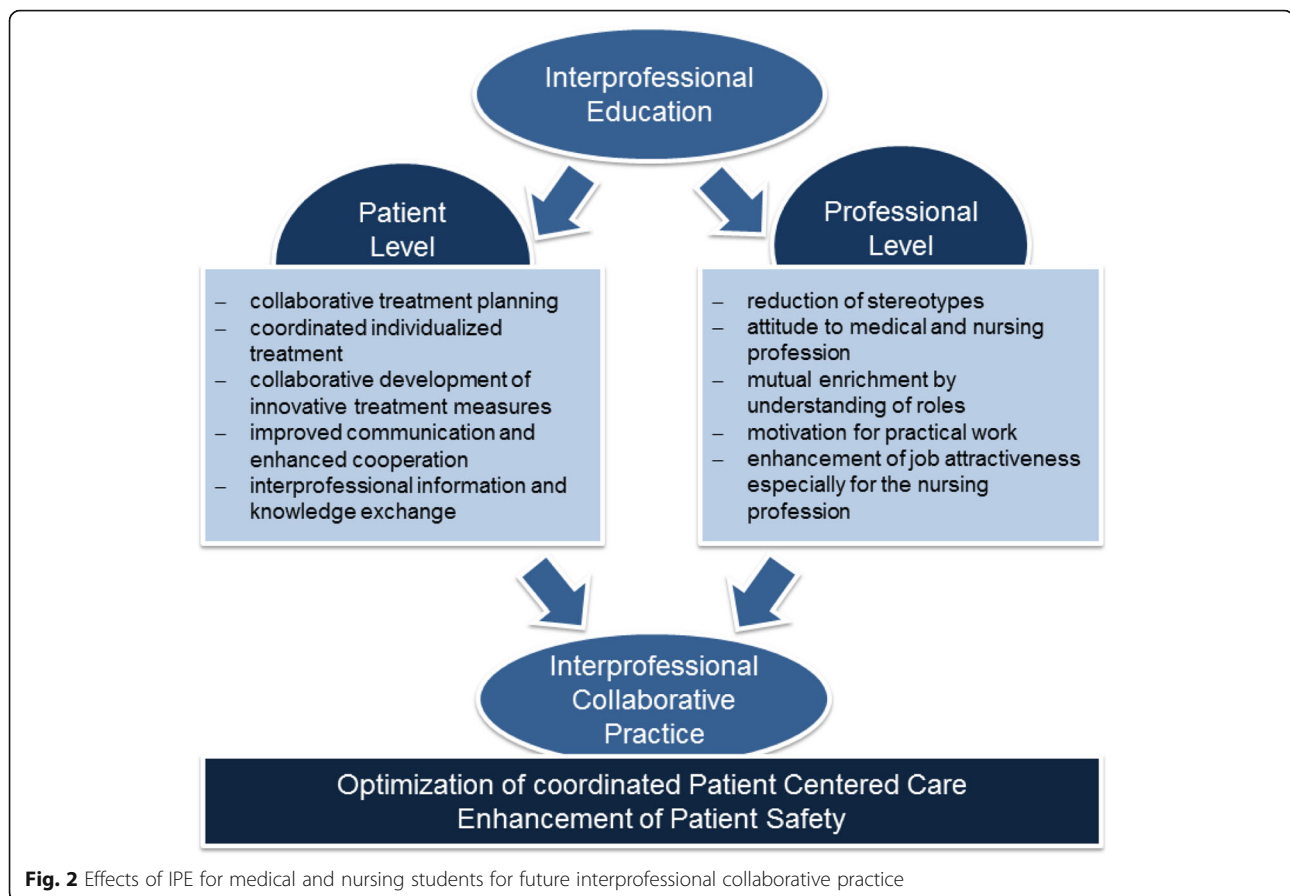 Interprofessional
Education
Patient
Level
– collaborative treatment planning
– coordinated individualized
treatment
– collaborative development of
innovative treatment measures
– improved communication and
enhanced cooperation
– interprofessional information and
knowledge exchange
Professional
Level
– reduction of stereotypes
– attitude to medical and nursing
profession
– mutual enrichment by
understanding of roles
– motivation for practical work
– enhancement of job attractiveness
especially for the nursing
profession
Interprofessional
Collaborative
Practice
Optimization of coordinated Patient Centered Care
Enhancement of Patient Safety
Fig. 2 Effects of IPE for medical and nursing students for future interprofessional collaborative practice